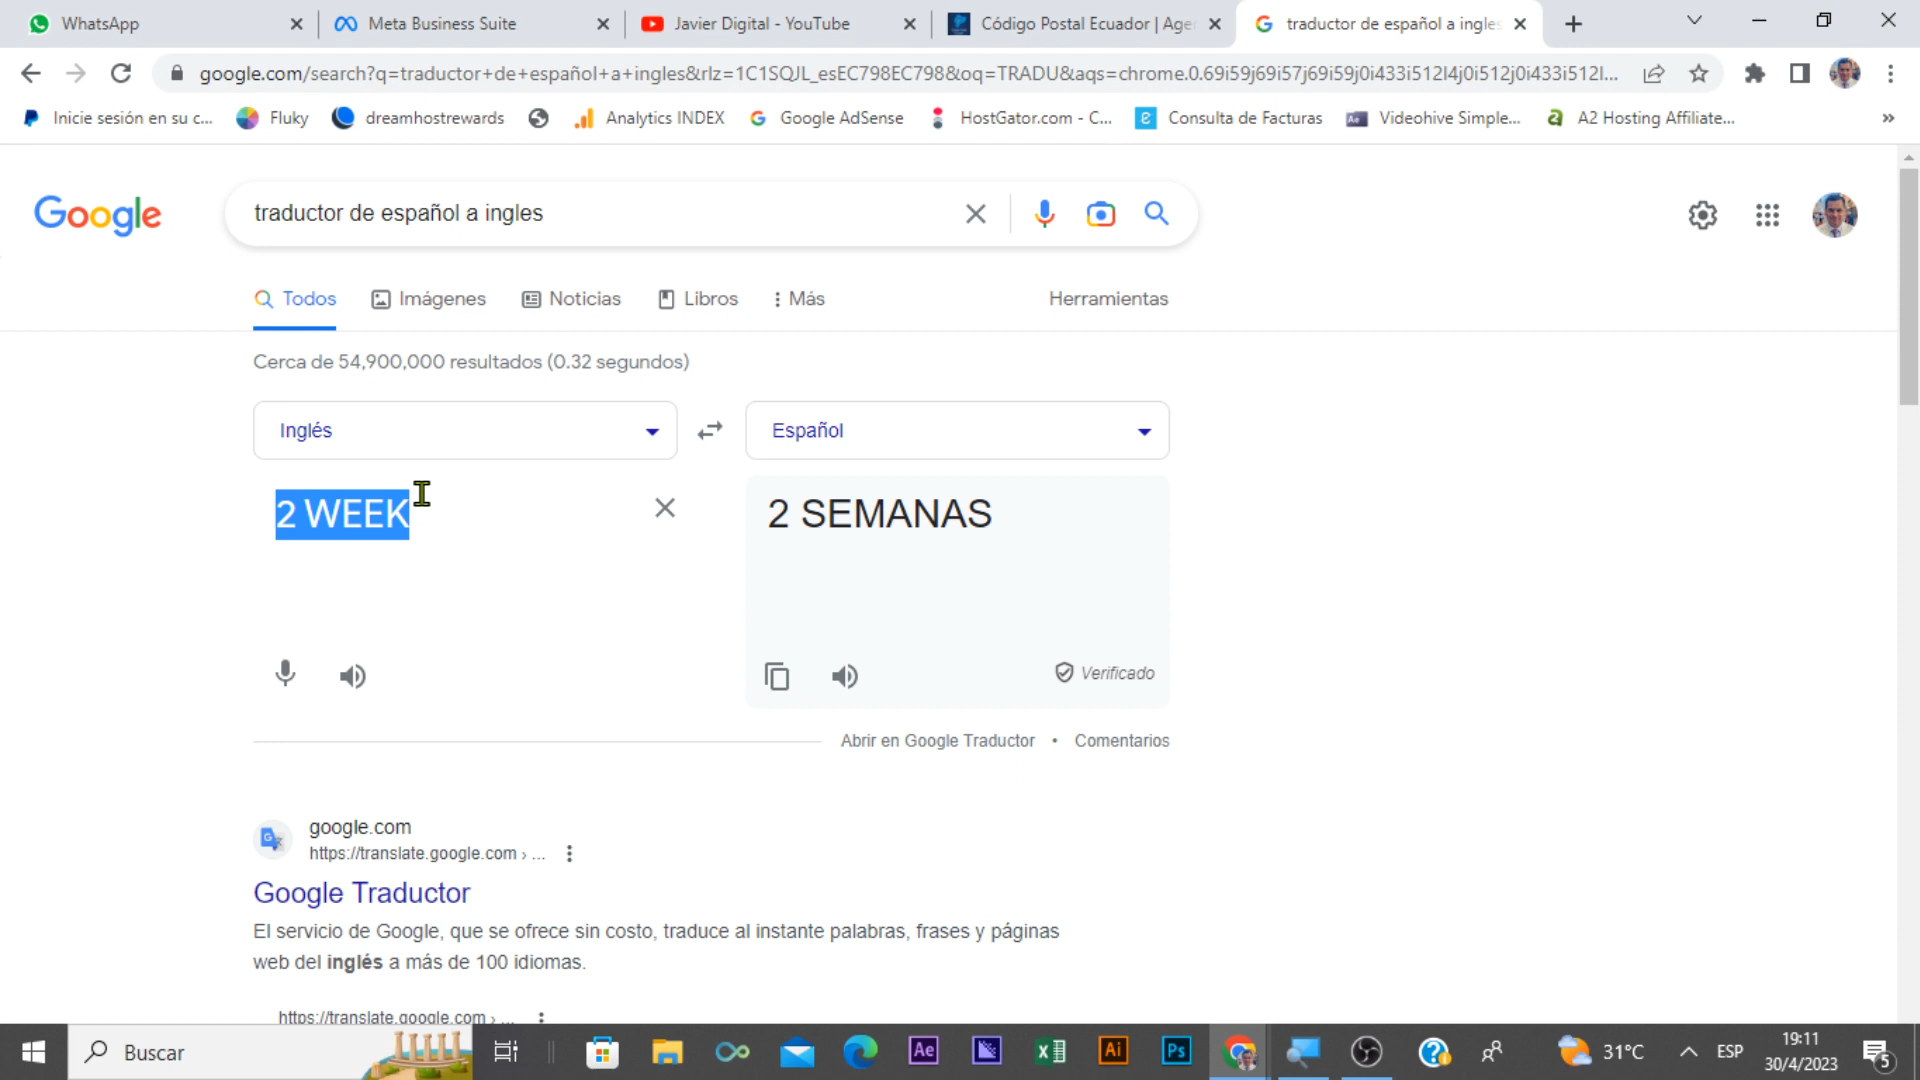 WhatsApp
Meta Business Suite
Javier Digital - YouTube
Código Postal Ecuador | Age
traductor de español a ingles
google.com/search?q=traductor+de+español+a+ingles&rlz=1C1SQJL_esEC798EC798&oq=TRADU&aqs=chrome.0.69i59j69i57j69i59j0i433i512l4j0i512j0i433i512l...
Inicie sesión en su c...
Fluky
dreamhostrewards
Analytics INDEX
Google AdSense
HostGator.com - C...
Consulta de Facturas
Videohive Simple...
A2 Hosting Affiliate...
»
Google
traductor de español a ingles
Todos
Imágenes
Noticias
Libros
Más
Herramientas
Cerca de 54,900,000 resultados (0.32 segundos)
Inglés
Español
2 WEEK
2 SEMANAS
Verificado
Abrir en Google Traductor • Comentarios
google.com
https://translate.google.com › ...
Google Traductor
El servicio de Google, que se ofrece sin costo, traduce al instante palabras, frases y páginas
web del inglés a más de 100 idiomas.
https://translate.google.com › ...
Buscar
Ae
Ai
Ps
31°C
ESP
19:11
30/4/2023
5